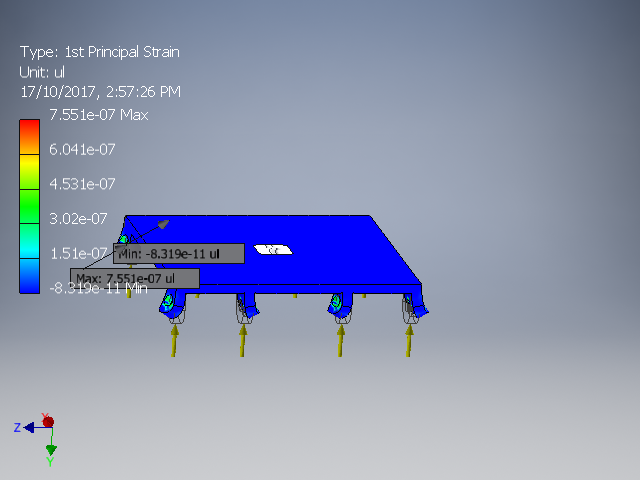 Type: 1st Principal Strain
Unit: ul
17/10/2017, 2:57:26 PM
7.551e-07 Max
6.041e-07
4.531e-07
3.02e-07
1.51e-07
Min: -8.319e-11 ul
Max: 7.551e-07 ul
-8.319e-11 Min
X
Z
Y